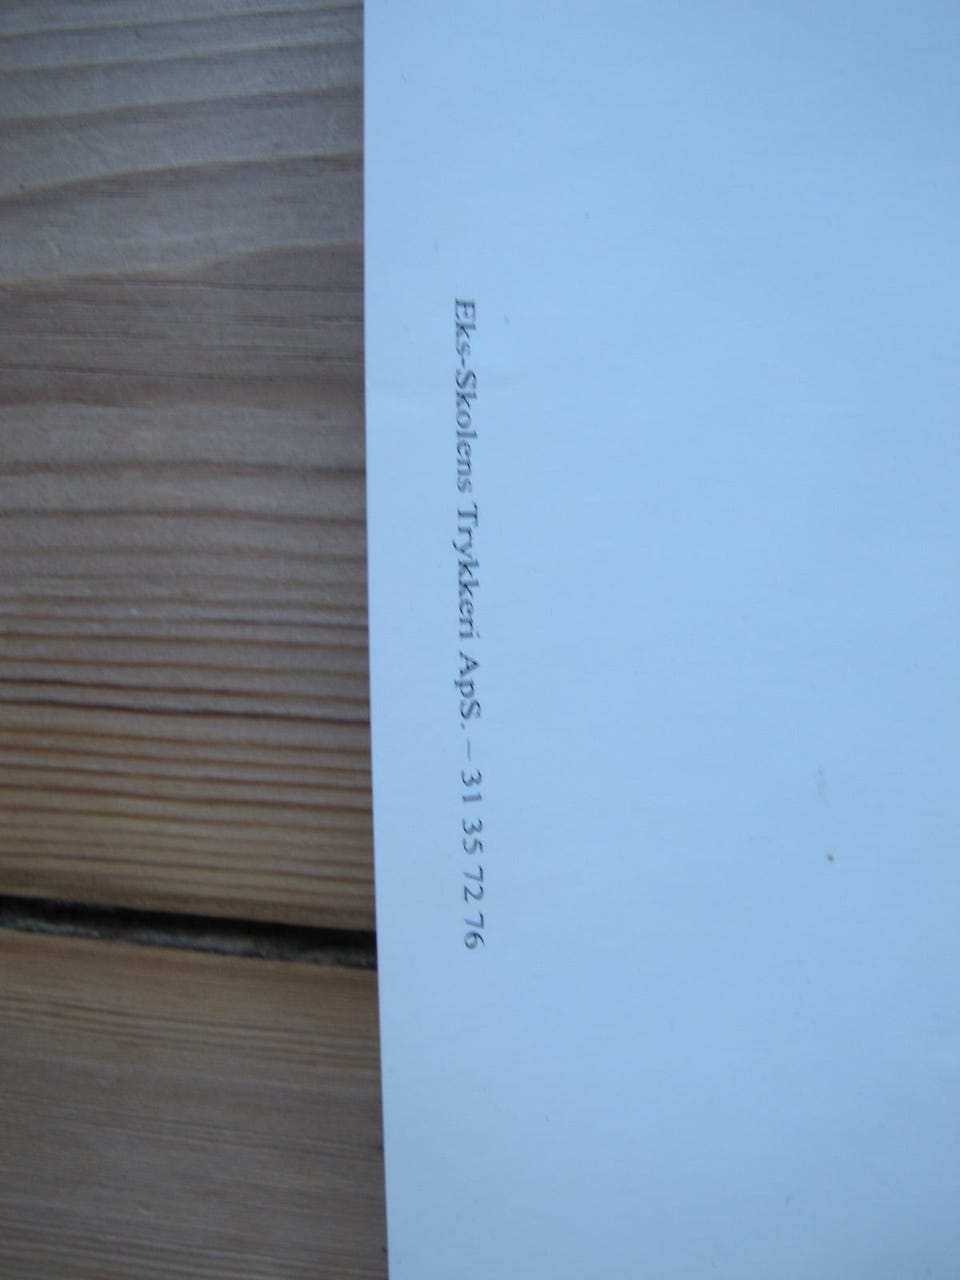 Eks-Skolens Trykkeri ApS. – 31 35 72 76